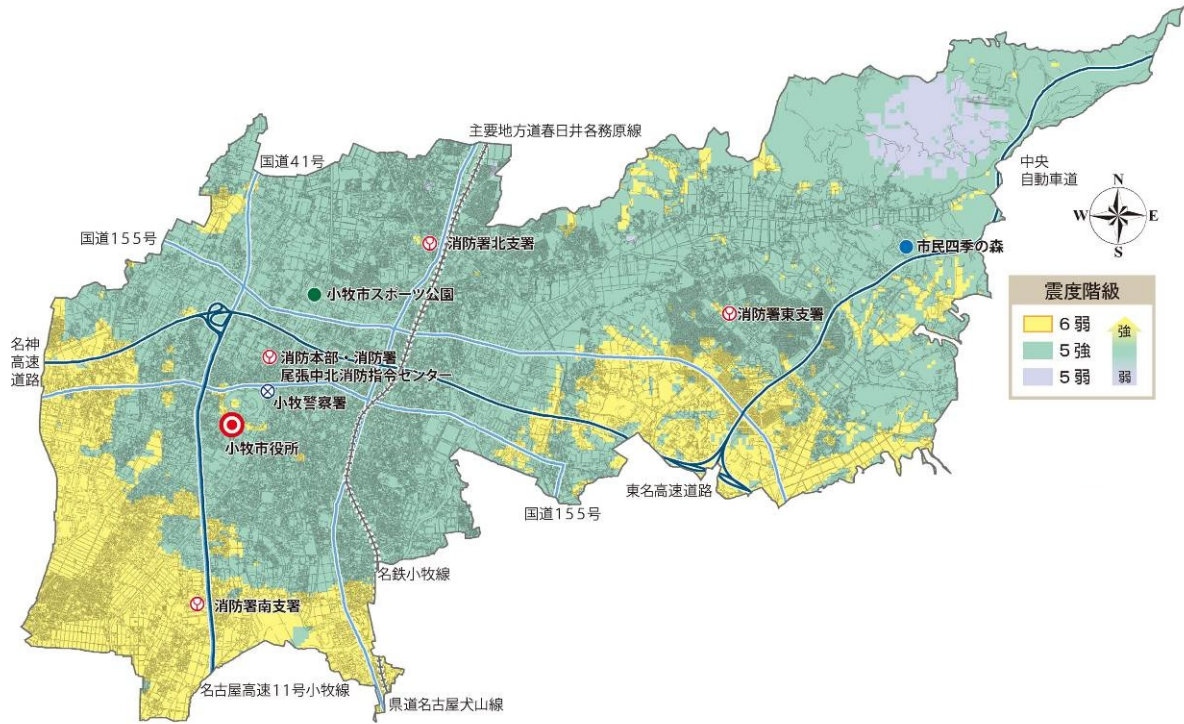 主要地方道春日井各務原線
国道41号
国道155号
中央
自動車道
N
W
E
S
消防署北支署
市民四季の森
小牧市スポーツ公園
震度階級
6弱
5強
5弱
強
弱
消防署東支署
名神
高速
道路
消防本部・消防署
尾張中北消防指令センター
小牧警察署
小牧市役所
東名高速道路
国道155号
名鉄小牧線
消防署南支署
名古屋高速11号小牧線
県道名古屋犬山線